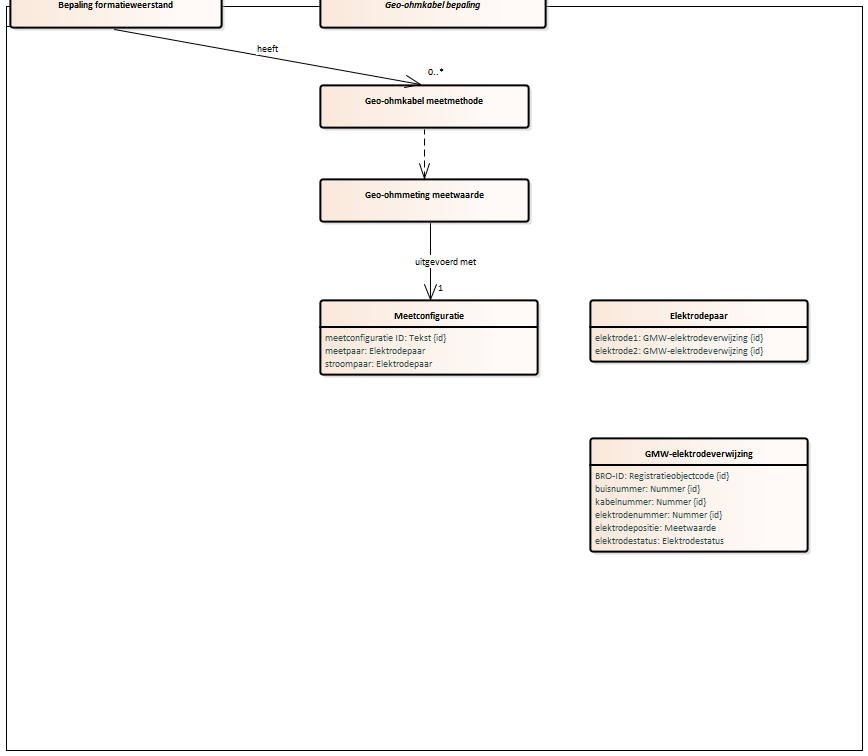 Bepaling formatieweerstand
Geo-ohmkabel bepaling
heeft
0..*
Geo-ohmkabel meetmethode
Geo-ohmmeting meetwaarde
uitgevoerd met
1
Meetconfiguratie
meetconfiguratie ID: Tekst {id}
meetpaar: Elektrodepaar
stroompaar: Elektrodepaar
Elektrodepaar
elektrode1: GMW-elektrodeverwijzing {id}
elektrode2: GMW-elektrodeverwijzing {id}
GMW-elektrodeverwijzing
BRO-ID: Registratieobjectcode {id}
buisnummer: Nummer {id}
kabelnummer: Nummer {id}
elektrodenummer: Nummer {id}
elektrodepositie: Meetwaarde
elektrodestatus: Elektrodestatus